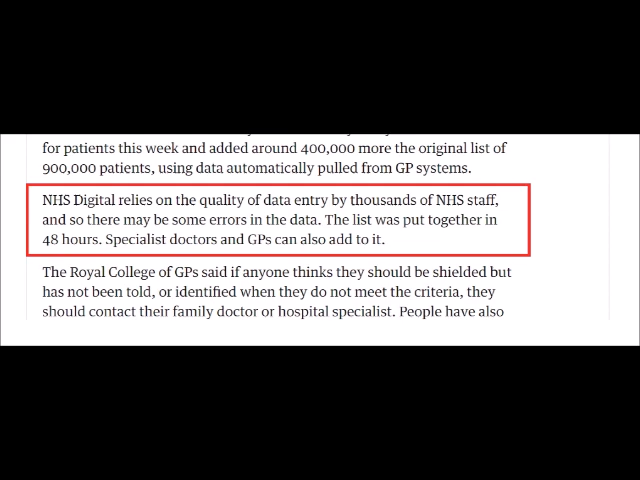 for patients this week and added around 400,000 more the original list of
900,000 patients, using data automatically pulled from GP systems.
NHS Digital relies on the quality of data entry by thousands of NHS staff,
and so there may be some errors in the data. The list was put together in
48 hours. Specialist doctors and GPs can also add to it.
The Royal College of GPs said if anyone thinks they should be shielded but
has not been told, or identified when they do not meet the criteria, they
should contact their family doctor or hospital specialist. People have also